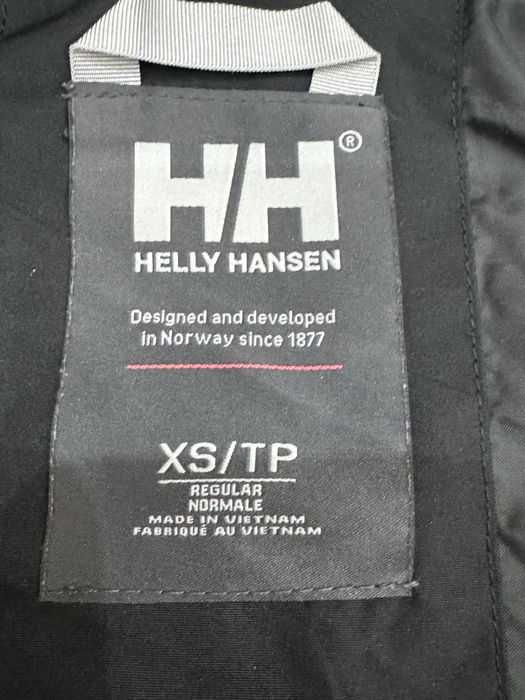 HH®
HELLY HANSEN
Designed and developed
in Norway since 1877
XS/TP
REGULAR
NORMALE
MADE IN VIETNAM
FABRIQUÉ AU VIETNAM